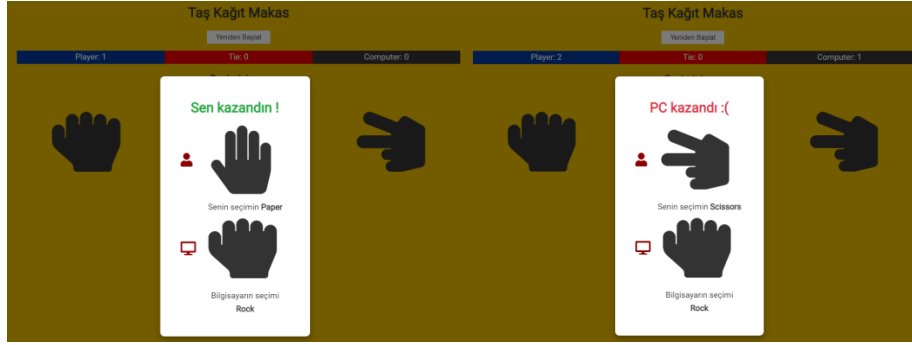 Taş Kağıt Makas
Yeniden Başlat
Player: 1 Tie: 0 Computer: 0
Sen kazandın !
Senin seçimin Paper
Bilgisayarın seçimi
Rock
Taş Kağıt Makas
Yeniden Başlat
Player: 2 Tie: 0 Computer: 1
PC kazandı :(
Senin seçimin Scissors
Bilgisayarın seçimi
Rock